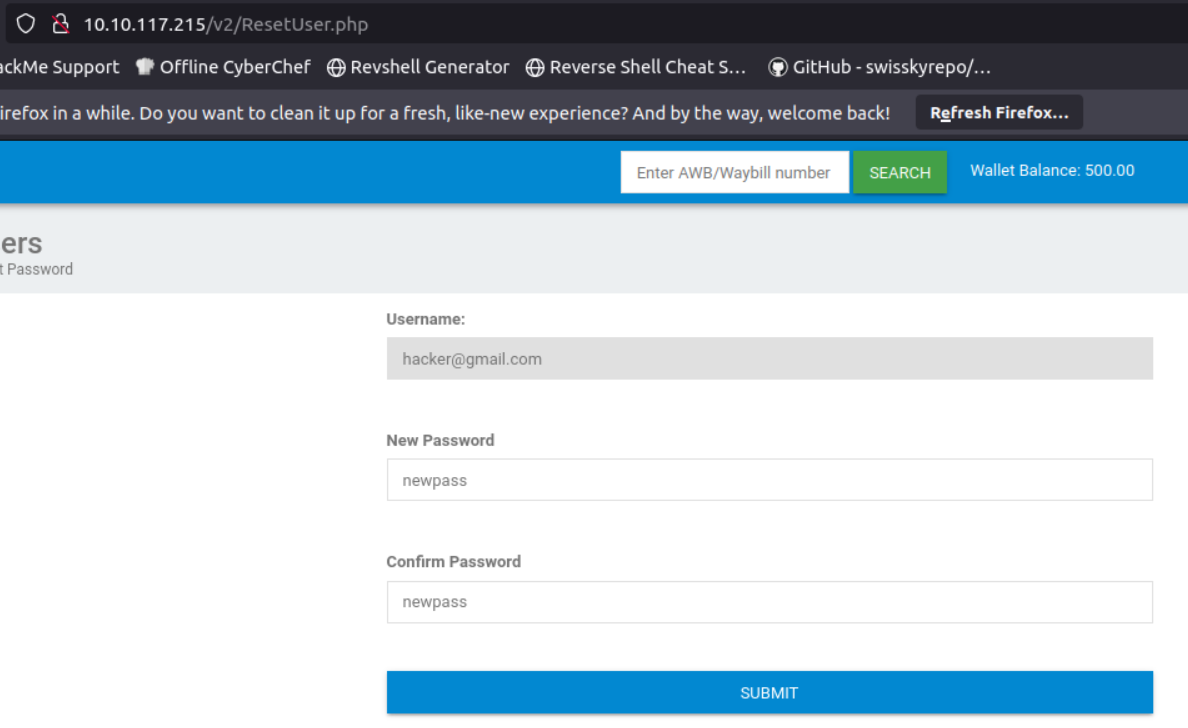 10.10.117.215/v2/ResetUser.php
ackMe Support Offline CyberChef Revshell Generator Reverse Shell Cheat S... GitHub - swisskyrepo/...
irefox in a while. Do you want to clean it up for a fresh, like-new experience? And by the way, welcome back! Refresh Firefox...
Enter AWB/Waybill number SEARCH Wallet Balance: 500.00
ers
t Password
Username:
hacker@gmail.com
New Password
newpass
Confirm Password
newpass
SUBMIT